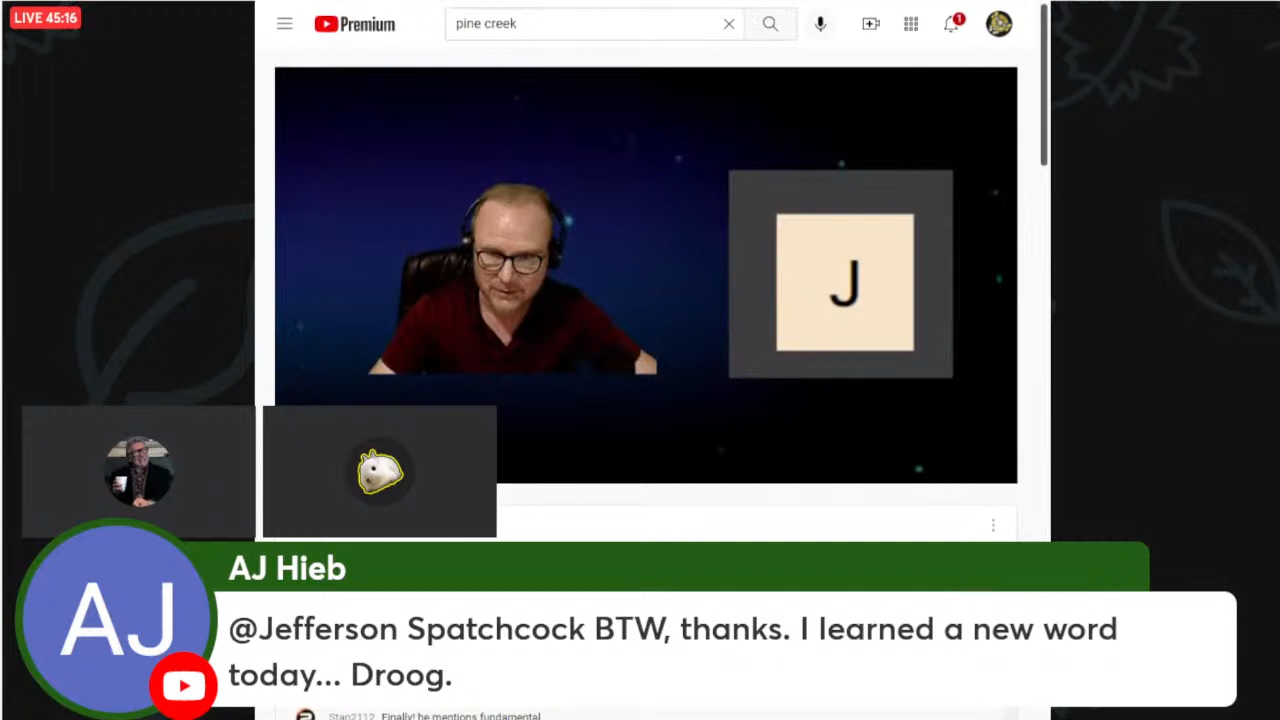 LIVE 45:16
Premium
pine creek
1
J
AJ Hieb
AJ
@Jefferson Spatchcock BTW, thanks. I learned a new word
today... Droog.
Stan2112 Finally! he mentions fundamental